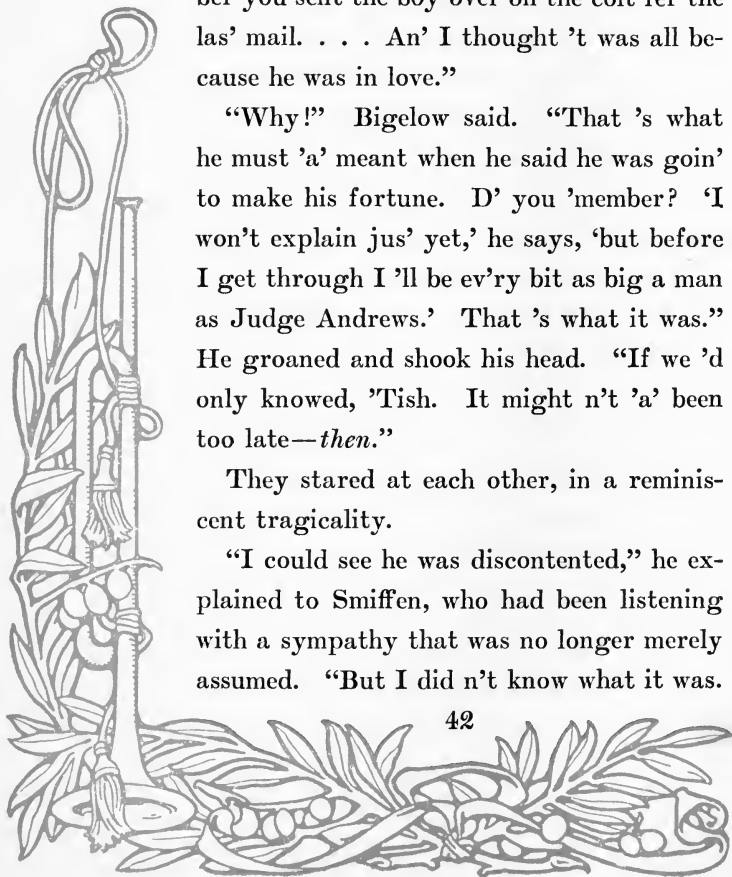 ber you sent the boy over on the colt fer the
las' mail. . . . An' I thought 't was all be-
cause he was in love.”
“Why!” Bigelow said. “That 's what
he must 'a' meant when he said he was goin'
to make his fortune. D' you 'member? ‘I
won't explain jus' yet,’ he says, ‘but before
I get through I 'll be ev'ry bit as big a man
as Judge Andrews.’ That 's what it was.”
He groaned and shook his head. “If we 'd
only knowed, 'Tish. It might n't 'a' been
too late—then.”
They stared at each other, in a reminis-
cent tragicality.
“I could see he was discontented,” he ex-
plained to Smiffen, who had been listening
with a sympathy that was no longer merely
assumed. “But I did n't know what it was.
42